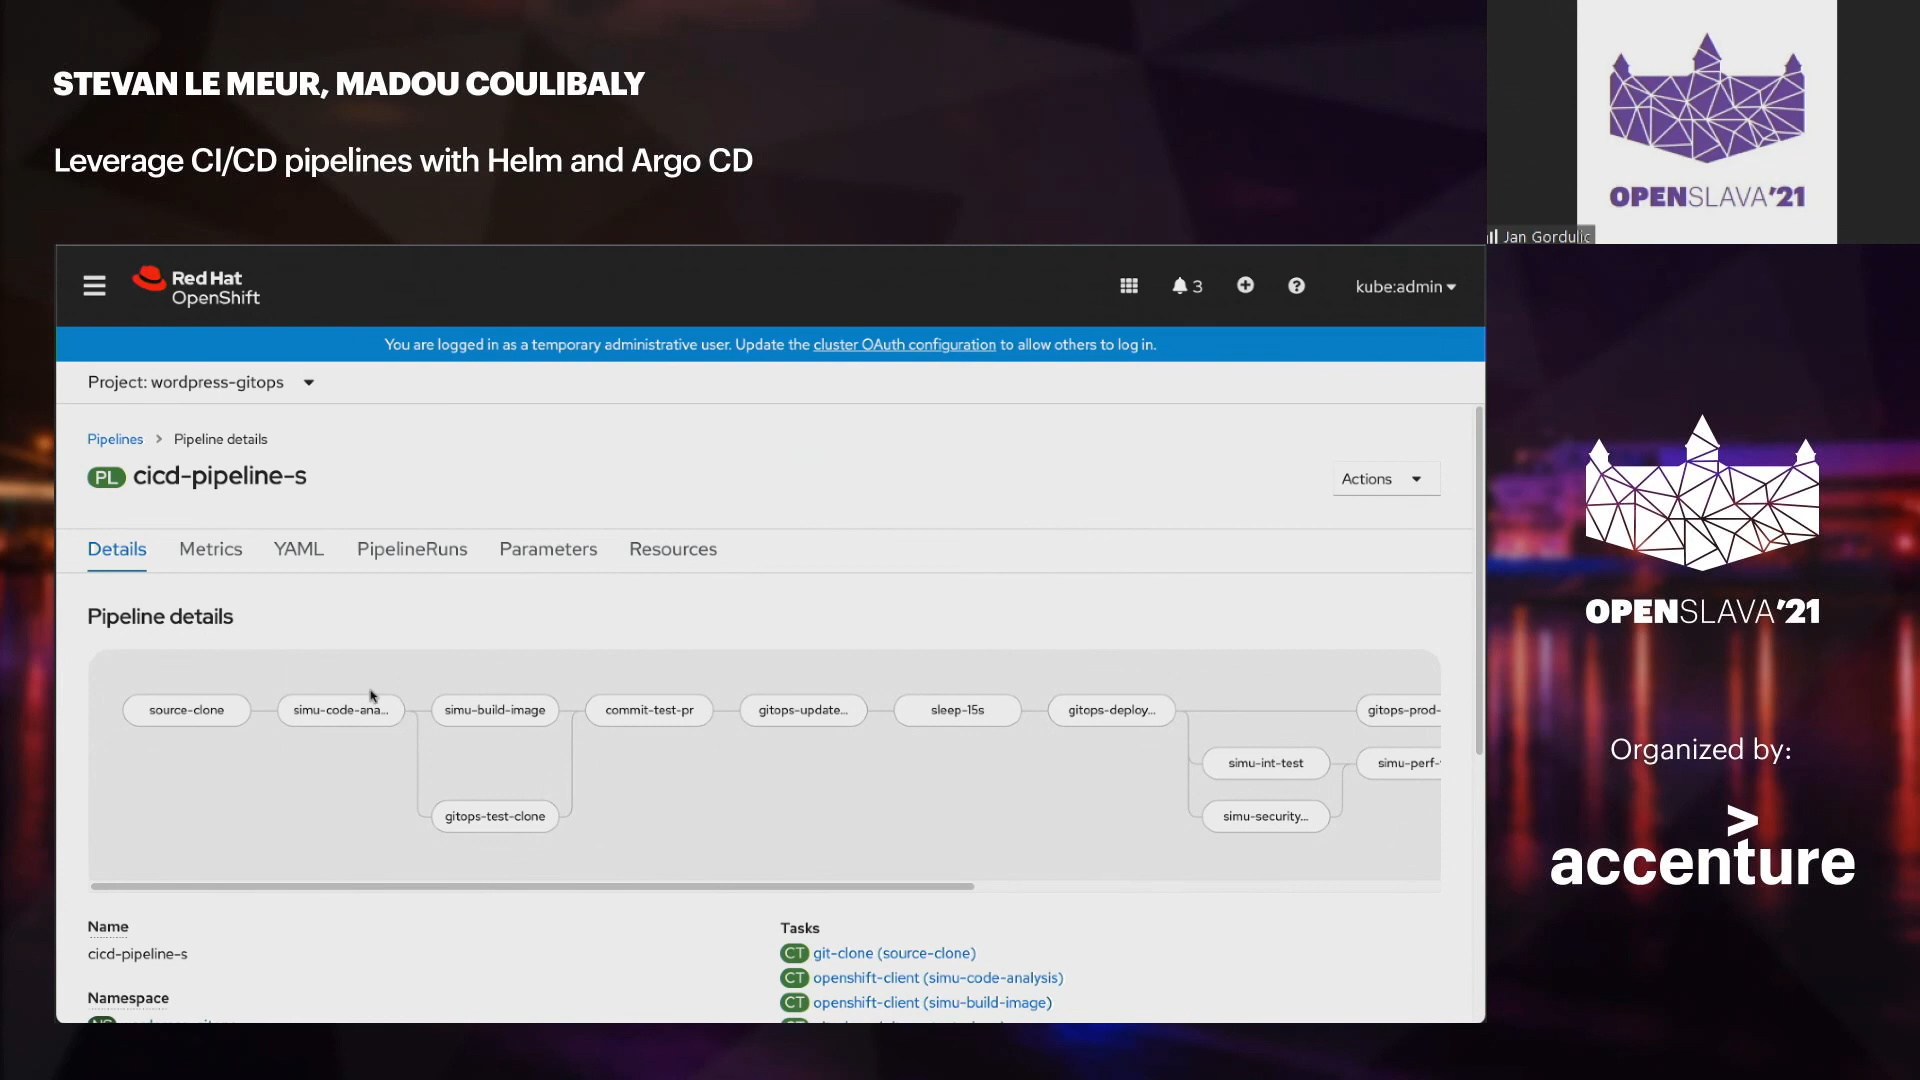 STEVAN LE MEUR, MADOU COULIBALY
Leverage CI/CD pipelines with Helm and Argo CD
OPENSLAVA'21
Jan Gordulic
Red Hat
OpenShift
3
kube:admin
You are logged in as a temporary administrative user. Update the cluster OAuth configuration to allow others to log in.
Project: wordpress-gitops
Pipelines > Pipeline details
PL cicd-pipeline-s
Actions
Details Metrics YAML PipelineRuns Parameters Resources
Pipeline details
source-clone simu-code-ana... simu-build-image commit-test-pr gitops-update... sleep-15s gitops-deploy... gitops-prod-
simu-int-test simu-perf-
gitops-test-clone simu-security...
Name
cicd-pipeline-s
Namespace
Tasks
CT git-clone (source-clone)
CT openshift-client (simu-code-analysis)
CT openshift-client (simu-build-image)
OPENSLAVA'21
Organized by:
accenture